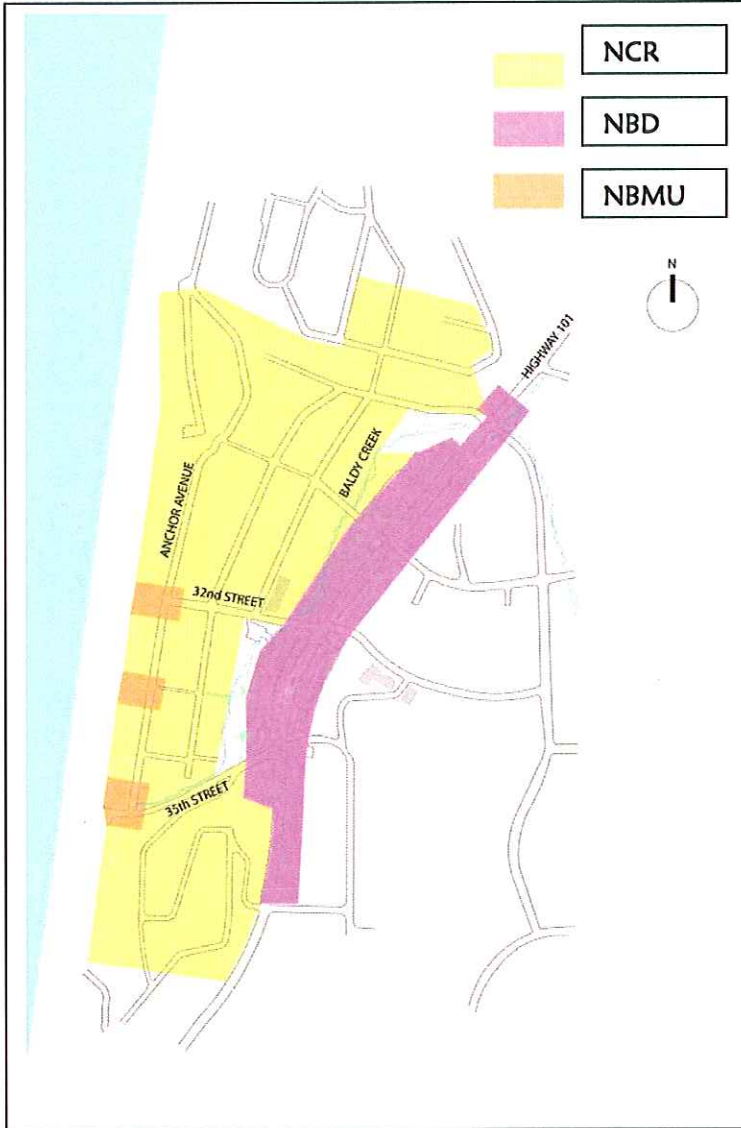 NCR
NBD
NBMU
N
HIGHWAY 101
BALDY CREEK
ANCHOR AVENUE
32nd STREET
35th STREET